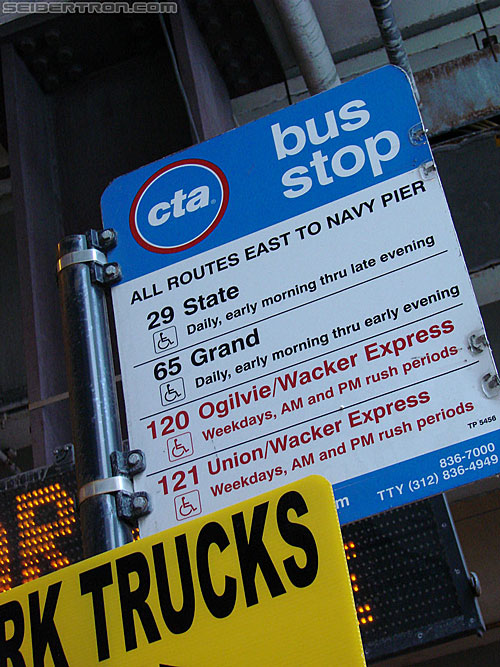 SEIBERTRON.COM
cta
bus
stop
ALL ROUTES EAST TO NAVY PIER
29 State
Daily, early morning thru late evening
65 Grand
Daily, early morning thru early evening
120 Ogilvie/Wacker Express
Weekdays, AM and PM rush periods
121 Union/Wacker Express
Weekdays, AM and PM rush periods
TP 5456
836-7000
m TTY (312) 836-4949
RK TRUCKS